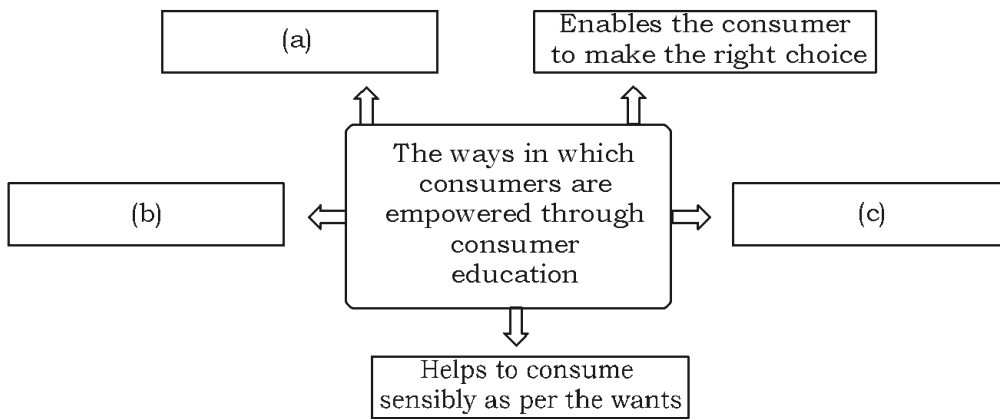 (a)
Enables the consumer
to make the right choice
The ways in which
consumers are
empowered through
consumer
education
(b)
(c)
Helps to consume
sensibly as per the wants